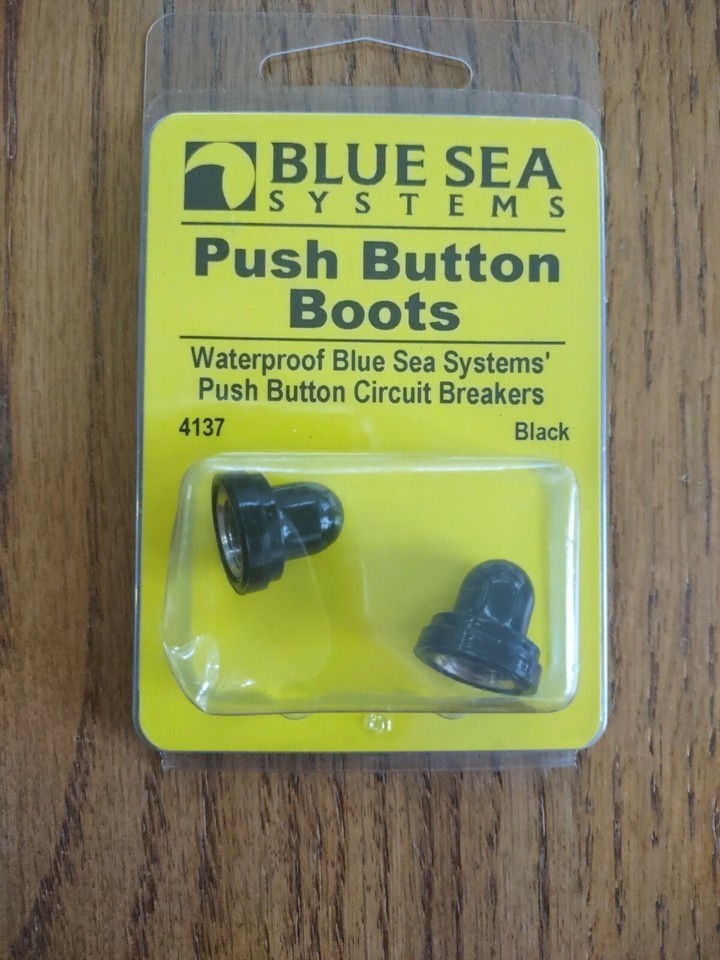 BLUE SEA
SYSTEMS
Push Button
Boots
Waterproof Blue Sea Systems'
Push Button Circuit Breakers
4137
Black